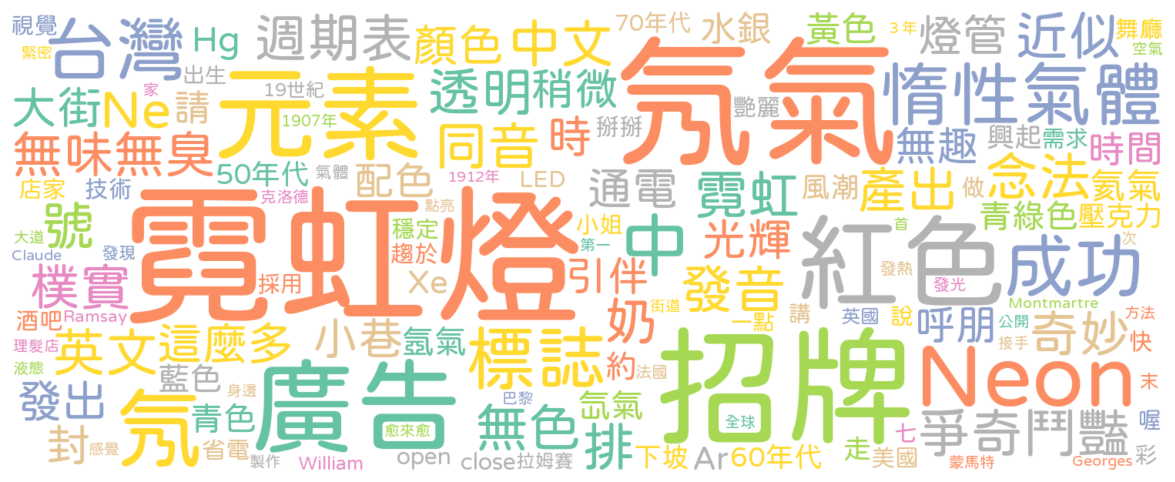 視覺 台灣 Hg 週期表 顏色 中文 70年代 水銀 黃色 3年 燈管 近似 舞廳
緊密 家 出生 19世紀 元素 透明 稍微 氖氣 惰性氣體 空氣
大街 Ne 請 1907年 同音 時 掰掰 艷麗 無趣 興起 需求 時間
無味無臭 50年代 氣體 配色 1912年 LED 通電 霓虹 風潮 做 產出 念法 氦氣
店家 技術 克洛德 點亮 小姐 青綠色 壓克力
號 霓虹燈 穩定 第一 中 光輝 紅色 首 次 成功
大道 Claude 發現 趨於 引伴 發熱
樸實 採用 Xe 奶 發音 發光 Montmartre
酒吧 Ramsay 街道 一點 講 英國 說 呼朋 公開 奇妙 方法
理髮店 英文 這麼多 小巷 氬氣 標誌 約 招牌 接手 快
液態 藍色 廣告 法國 Neon 末
發出 氖 身邊 巴黎 氙氣 爭奇鬥豔
青色 愈來愈 無色 全球 七 喔
封 感覺 省電 製作 William open close 拉姆賽 排 下坡 Ar 60年代 走 美國 蒙馬特 Georges 彩